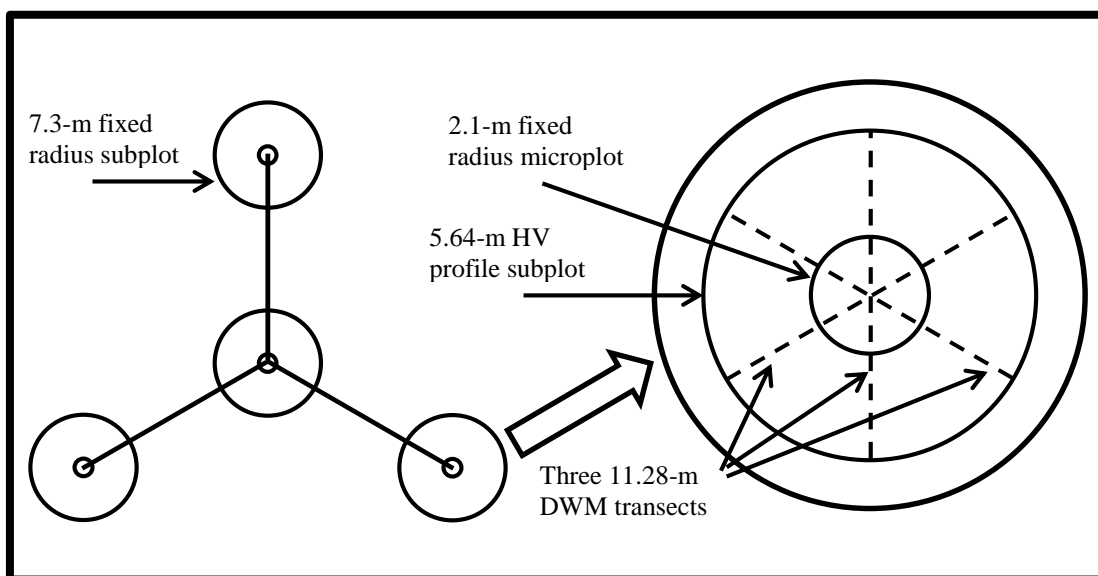 7.3-m fixed
radius subplot
2.1-m fixed
radius microplot
5.64-m HV
profile subplot
Three 11.28-m
DWM transects